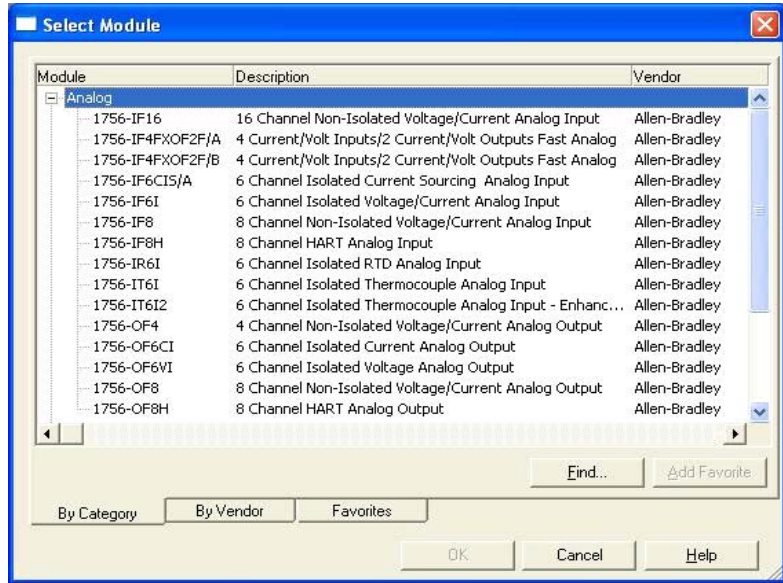 Select Module
Module Description Vendor
Analog
1756-IF16 16 Channel Non-Isolated Voltage/Current Analog Input Allen-Bradley
1756-IF4FXOF2F/A 4 Current/Volt Inputs/2 Current/Volt Outputs Fast Analog Allen-Bradley
1756-IF4FXOF2F/B 4 Current/Volt Inputs/2 Current/Volt Outputs Fast Analog Allen-Bradley
1756-IF6CIS/A 6 Channel Isolated Current Sourcing  Analog Input Allen-Bradley
1756-IF6I 6 Channel Isolated Voltage/Current Analog Input Allen-Bradley
1756-IF8 8 Channel Non-Isolated Voltage/Current Analog Input Allen-Bradley
1756-IF8H 8 Channel HART Analog Input Allen-Bradley
1756-IR6I 6 Channel Isolated RTD Analog Input Allen-Bradley
1756-IT6I 6 Channel Isolated Thermocouple Analog Input Allen-Bradley
1756-IT6I2 6 Channel Isolated Thermocouple Analog Input - Enhanc... Allen-Bradley
1756-OF4 4 Channel Non-Isolated Voltage/Current Analog Output Allen-Bradley
1756-OF6CI 6 Channel Isolated Current Analog Output Allen-Bradley
1756-OF6VI 6 Channel Isolated Voltage Analog Output Allen-Bradley
1756-OF8 8 Channel Non-Isolated Voltage/Current Analog Output Allen-Bradley
1756-OF8H 8 Channel HART Analog Output Allen-Bradley
Find... Add Favorite
By Category By Vendor Favorites
OK Cancel Help